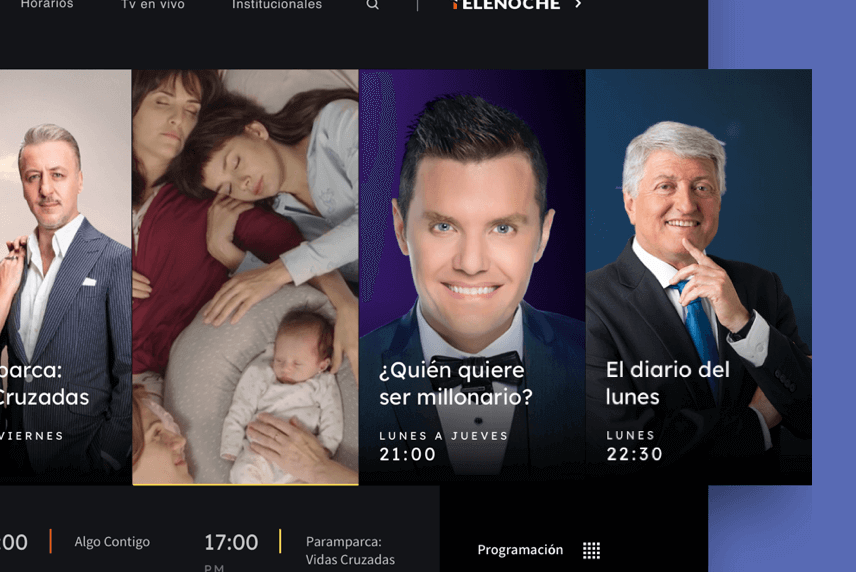 Horarios
Tv en vivo
Institucionales
TELENOCHE
parca:
Cruzadas
VIERNES
¿Quién quiere
ser millonario?
LUNES A JUEVES
21:00
El diario del
lunes
LUNES
22:30
:00
Algo Contigo
17:00
PM
Paramparca:
Vidas Cruzadas
Programación